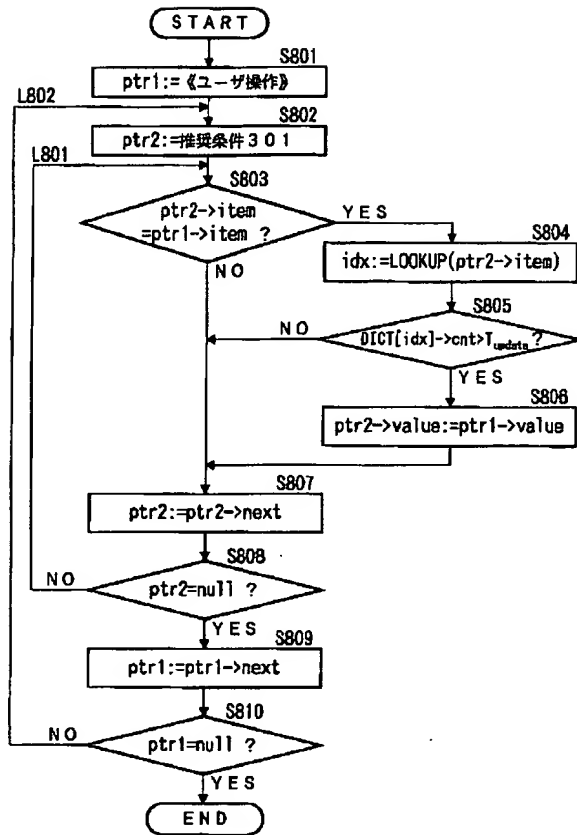 START
S801
ptr1:=《ユーザ操作》
L802
S802
ptr2:=推奨条件301
L801
S803
ptr2->item
=ptr1->item ?
YES
NO
S804
idx:=LOOKUP(ptr2->item)
S805
DICT[idx]->cnt>Tupdate?
NO
YES
S806
ptr2->value:=ptr1->value
S807
ptr2:=ptr2->next
S808
ptr2=null ?
NO
YES
S809
ptr1:=ptr1->next
S810
ptr1=null ?
NO
YES
END